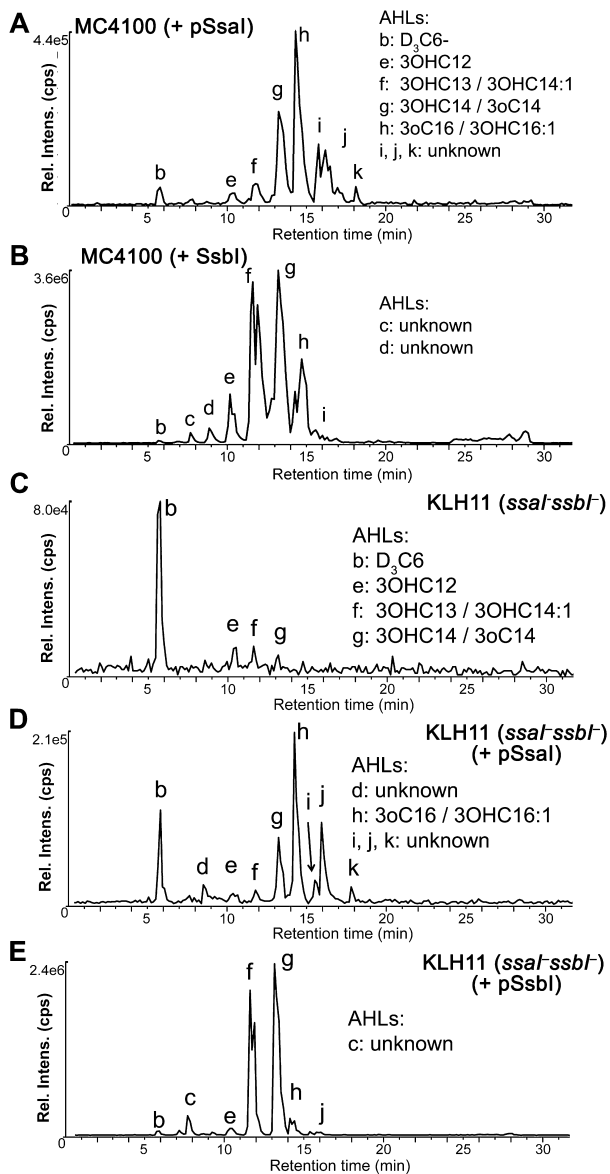 A
MC4100 (+ pSsaI)
4.4e5
Rel. Intens. (cps)
b
e
f
g
h
i
j
k
AHLs:
b: D3C6-
e: 3OHC12
f: 3OHC13 / 3OHC14:1
g: 3OHC14 / 3oC14
h: 3oC16 / 3OHC16:1
i, j, k: unknown
0 5 10 15 20 25 30
Retention time (min)
B
MC4100 (+ SsbI)
3.6e6
Rel. Intens. (cps)
b
c
d
e
f
g
h
i
AHLs:
c: unknown
d: unknown
0 5 10 15 20 25 30
Retention time (min)
C
KLH11 (ssaI-ssbI–)
8.0e4
Rel. Intens. (cps)
b
e
f
g
AHLs:
b: D3C6
e: 3OHC12
f: 3OHC13 / 3OHC14:1
g: 3OHC14 / 3oC14
0 5 10 15 20 25 30
Retention time (min)
D
KLH11 (ssaI–ssbI–)
(+ pSsaI)
2.1e5
Rel. Intens. (cps)
b
d
e
f
g
h
i
j
k
AHLs:
d: unknown
h: 3oC16 / 3OHC16:1
i, j, k: unknown
0 5 10 15 20 25 30
Retention time (min)
E
KLH11 (ssaI–ssbI–)
(+ pSsbI)
2.4e6
Rel. Intens. (cps)
b
c
e
f
g
h
j
AHLs:
c: unknown
0 5 10 15 20 25 30
Retention time (min)